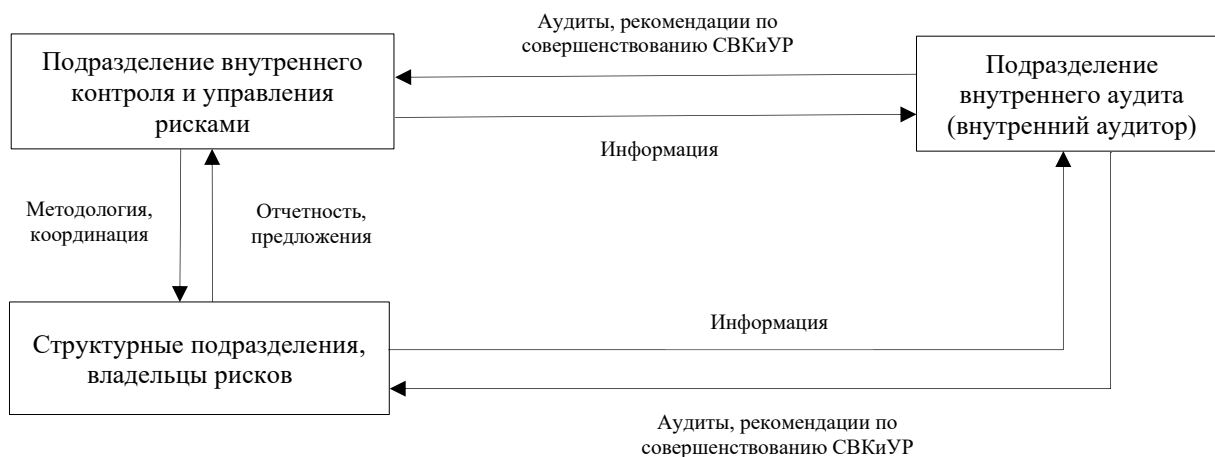 Аудиты, рекомендации по
совершенствованию СВКиУР
Подразделение внутреннего
контроля и управления
рисками
Подразделение
внутреннего аудита
(внутренний аудитор)
Информация
Методология,
координация
Отчетность,
предложения
Структурные подразделения,
владельцы рисков
Информация
Аудиты, рекомендации по
совершенствованию СВКиУР